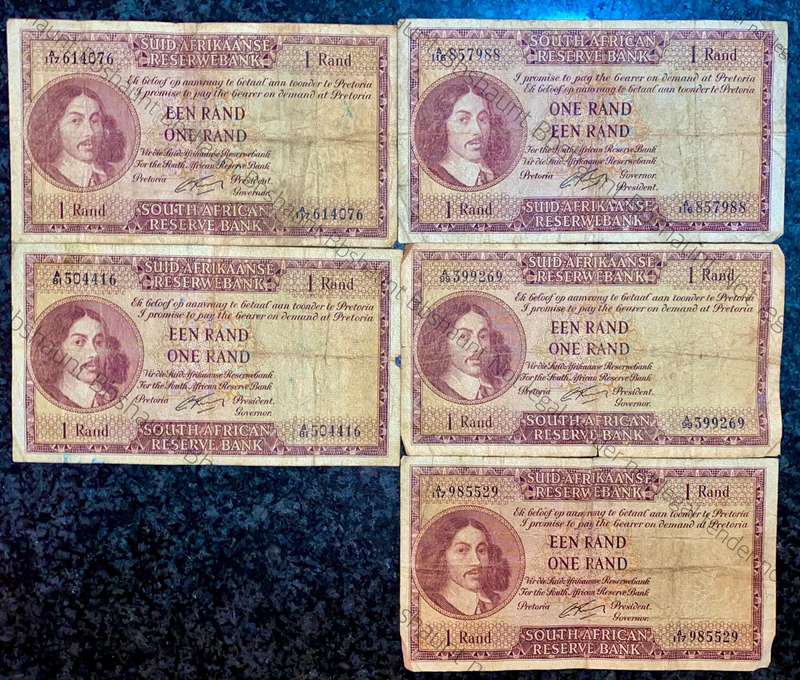 SUID-AFRIKAANSE
RESERWEBANK
A/117 614076
1 Rand
Ek beloof op aanvraag te betaal aan toonder te Pretoria
I promise to pay the bearer on demand at Pretoria
EEN RAND
ONE RAND
Vir die Suid-Afrikaanse Reserwebank
For the South African Reserve Bank
Pretoria President.
Governor.
A/117 614076
1 Rand
SOUTH AFRICAN
RESERVE BANK
SOUTH AFRICAN
RESERVE BANK
A/116 857988
1 Rand
I promise to pay the bearer on demand at Pretoria
Ek beloof op aanvraag te betaal aan toonder te Pretoria
ONE RAND
EEN RAND
For the South African Reserve Bank
Vir die Suid-Afrikaanse Reserwebank
Pretoria Governor.
President.
A/116 857988
1 Rand
SUID-AFRIKAANSE
RESERWEBANK
SUID-AFRIKAANSE
RESERWEBANK
A/61 504416
1 Rand
Ek beloof op aanvraag te betaal aan toonder te Pretoria
I promise to pay the bearer on demand at Pretoria
EEN RAND
ONE RAND
Vir die Suid-Afrikaanse Reserwebank
For the South African Reserve Bank
Pretoria President.
Governor.
A/61 504416
1 Rand
SOUTH AFRICAN
RESERVE BANK
SUID-AFRIKAANSE
RESERWEBANK
A/99 399269
1 Rand
Ek beloof op aanvraag te betaal aan toonder te Pretoria
I promise to pay the bearer on demand at Pretoria
EEN RAND
ONE RAND
Vir die Suid-Afrikaanse Reserwebank
For the South African Reserve Bank
Pretoria President.
Governor.
A/99 399269
1 Rand
SOUTH AFRICAN
RESERVE BANK
SUID-AFRIKAANSE
RESERWEBANK
A/117 985529
1 Rand
Ek beloof op aanvraag te betaal aan toonder te Pretoria
I promise to pay the bearer on demand at Pretoria
EEN RAND
ONE RAND
Vir die Suid-Afrikaanse Reserwebank
For the South African Reserve Bank
Pretoria President.
Governor.
A/117 985529
1 Rand
SOUTH AFRICAN
RESERVE BANK